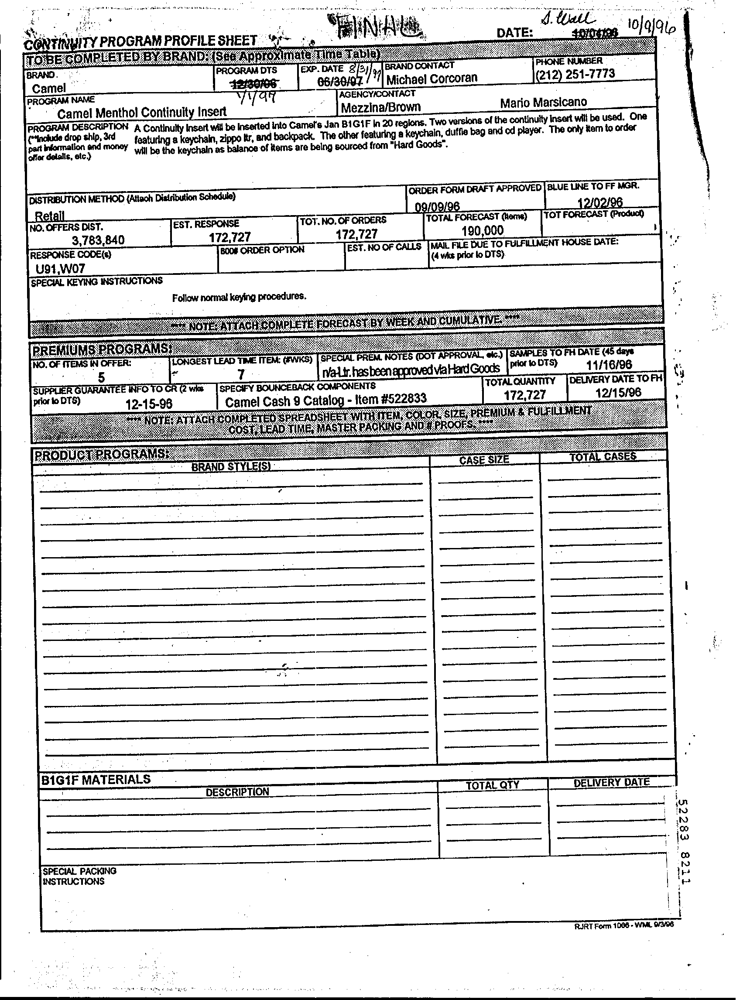 S. Wall
FINAL
10/9/96
DATE: 10/04/96
CONTINUITY PROGRAM PROFILE SHEET
TO BE COMPLETED BY BRAND: (See Approximate Time Table)
BRAND PROGRAM DTS EXP. DATE 8/31/97 BRAND CONTACT PHONE NUMBER
Camel 12/30/96 06/30/97 Michael Corcoran (212) 251-7773
PROGRAM NAME 1/1/97 AGENCY/CONTACT
Camel Menthol Continuity Insert Mezzina/Brown Mario Marsicano
PROGRAM DESCRIPTION A Continuity Insert will be inserted into Camel's Jan B1G1F in 20 regions. Two versions of the continuity insert will be used. One
(**Include drop ship, 3rd featuring a keychain, zippo ltr, and backpack. The other featuring a keychain, duffle bag and cd player. The only item to order
part information and money will be the keychain as balance of items are being sourced from "Hard Goods".
offer details, etc.)
DISTRIBUTION METHOD (Attach Distribution Schedule) ORDER FORM DRAFT APPROVED BLUE LINE TO FF MGR.
Retail 09/09/96 12/02/96
NO. OFFERS DIST. EST. RESPONSE TOT. NO. OF ORDERS TOTAL FORECAST (Items) TOT FORECAST (Product)
3,783,840 172,727 172,727 190,000
RESPONSE CODE(s) 800# ORDER OPTION EST. NO OF CALLS MAIL FILE DUE TO FULFILLMENT HOUSE DATE:
(4 wks prior to DTS)
U91,W07
SPECIAL KEYING INSTRUCTIONS
Follow normal keying procedures.
**** NOTE: ATTACH COMPLETE FORECAST BY WEEK AND CUMULATIVE. ****
PREMIUMS PROGRAMS:
NO. OF ITEMS IN OFFER: LONGEST LEAD TIME ITEM: (#WKS) SPECIAL PREM. NOTES (DOT APPROVAL, etc.) SAMPLES TO FH DATE (45 days
prior to DTS)
5 7 n/a-Ltr. has been approved via Hard Goods 11/16/96
SUPPLIER GUARANTEE INFO TO CR (2 wks SPECIFY BOUNCEBACK COMPONENTS TOTAL QUANTITY DELIVERY DATE TO FH
prior to DTS) 12-15-96 Camel Cash 9 Catalog - Item #522833 172,727 12/15/96
**** NOTE: ATTACH COMPLETED SPREADSHEET WITH ITEM, COLOR, SIZE, PREMIUM & FULFILLMENT
COST, LEAD TIME, MASTER PACKING AND # PROOFS. ****
PRODUCT PROGRAMS:
BRAND STYLE(S) CASE SIZE TOTAL CASES
B1G1F MATERIALS
DESCRIPTION TOTAL QTY DELIVERY DATE
52283 8211
SPECIAL PACKING
INSTRUCTIONS
RJRT Form 1006 - WML 9/3/96